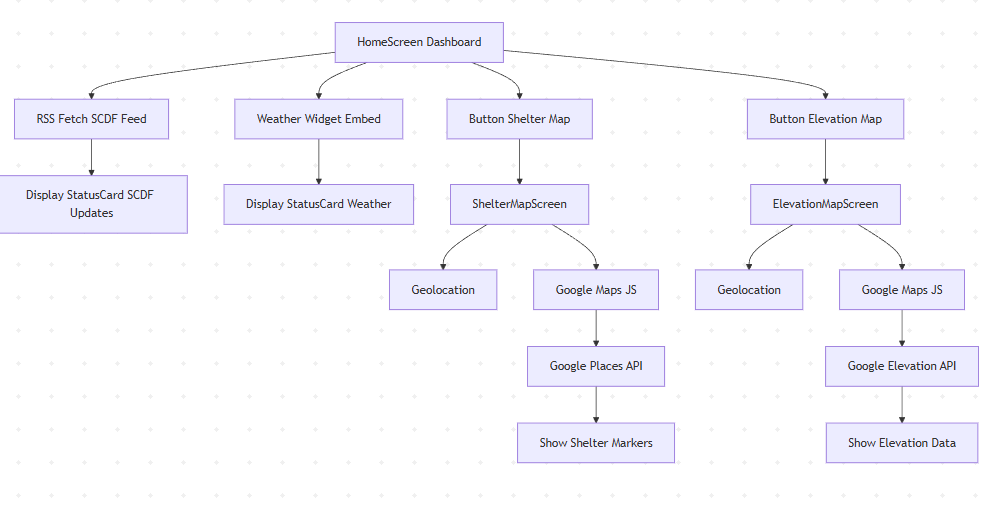 HomeScreen Dashboard
RSS Fetch SCDF Feed
Weather Widget Embed
Button Shelter Map
Button Elevation Map
Display StatusCard SCDF
Updates
Display StatusCard Weather
ShelterMapScreen
ElevationMapScreen
Geolocation
Google Maps JS
Geolocation
Google Maps JS
Google Places API
Google Elevation API
Show Shelter Markers
Show Elevation Data